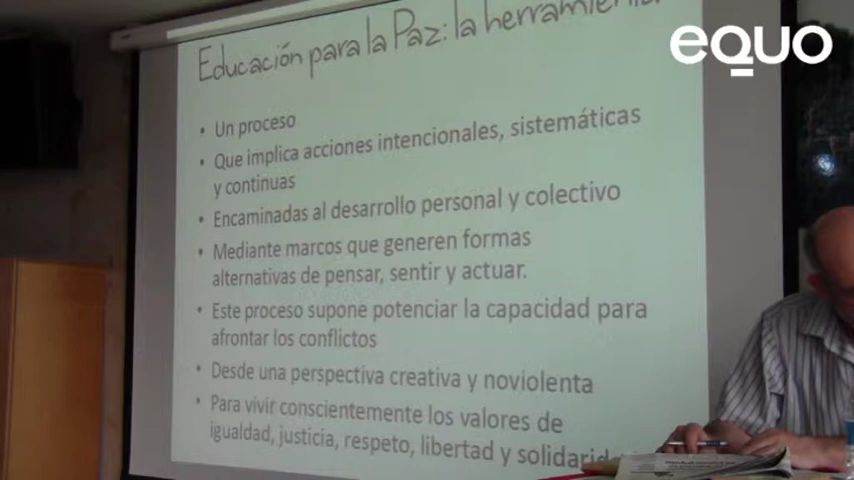 Educación para la Paz: la herramienta
equo
• Un proceso
• Que implica acciones intencionales, sistemáticas
y continuas
• Encaminadas al desarrollo personal y colectivo
• Mediante marcos que generen formas
alternativas de pensar, sentir y actuar.
• Este proceso supone potenciar la capacidad para
afrontar los conflictos
• Desde una perspectiva creativa y noviolenta
• Para vivir conscientemente los valores de
igualdad, justicia, respeto, libertad y solidarid